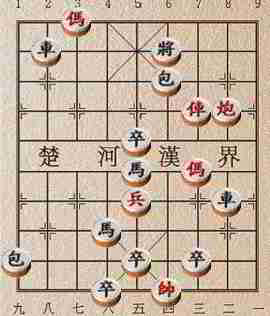 1 2 3 4 5 6 7 8 9
傌
車 將
包
俥 炮
卒
楚 河 漢 界
馬 傌
兵 車
馬
包 卒 卒
卒 帥
九 八 七 六 五 四 三 二 一